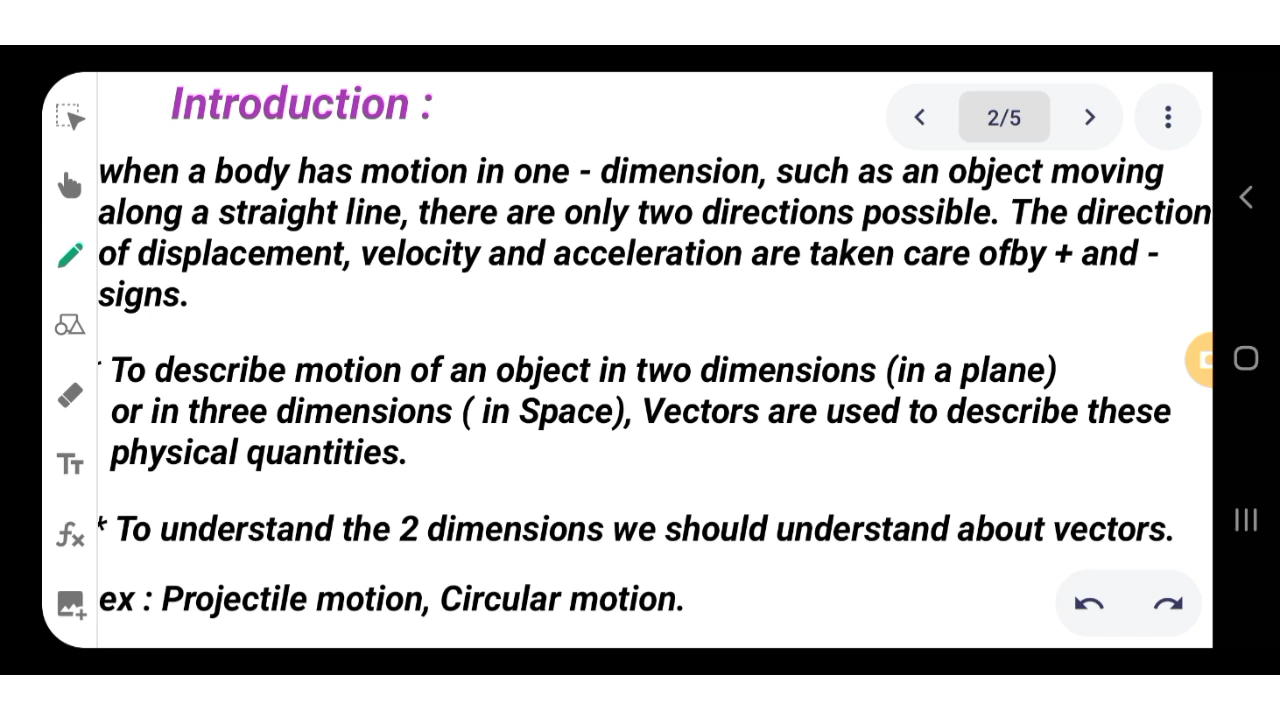 Introduction :
2/5
when a body has motion in one - dimension, such as an object moving
along a straight line, there are only two directions possible. The direction
of displacement, velocity and acceleration are taken care ofby + and -
signs.
* To describe motion of an object in two dimensions (in a plane)
or in three dimensions ( in Space), Vectors are used to describe these
physical quantities.
Tт
* To understand the 2 dimensions we should understand about vectors.
fx
ex : Projectile motion, Circular motion.